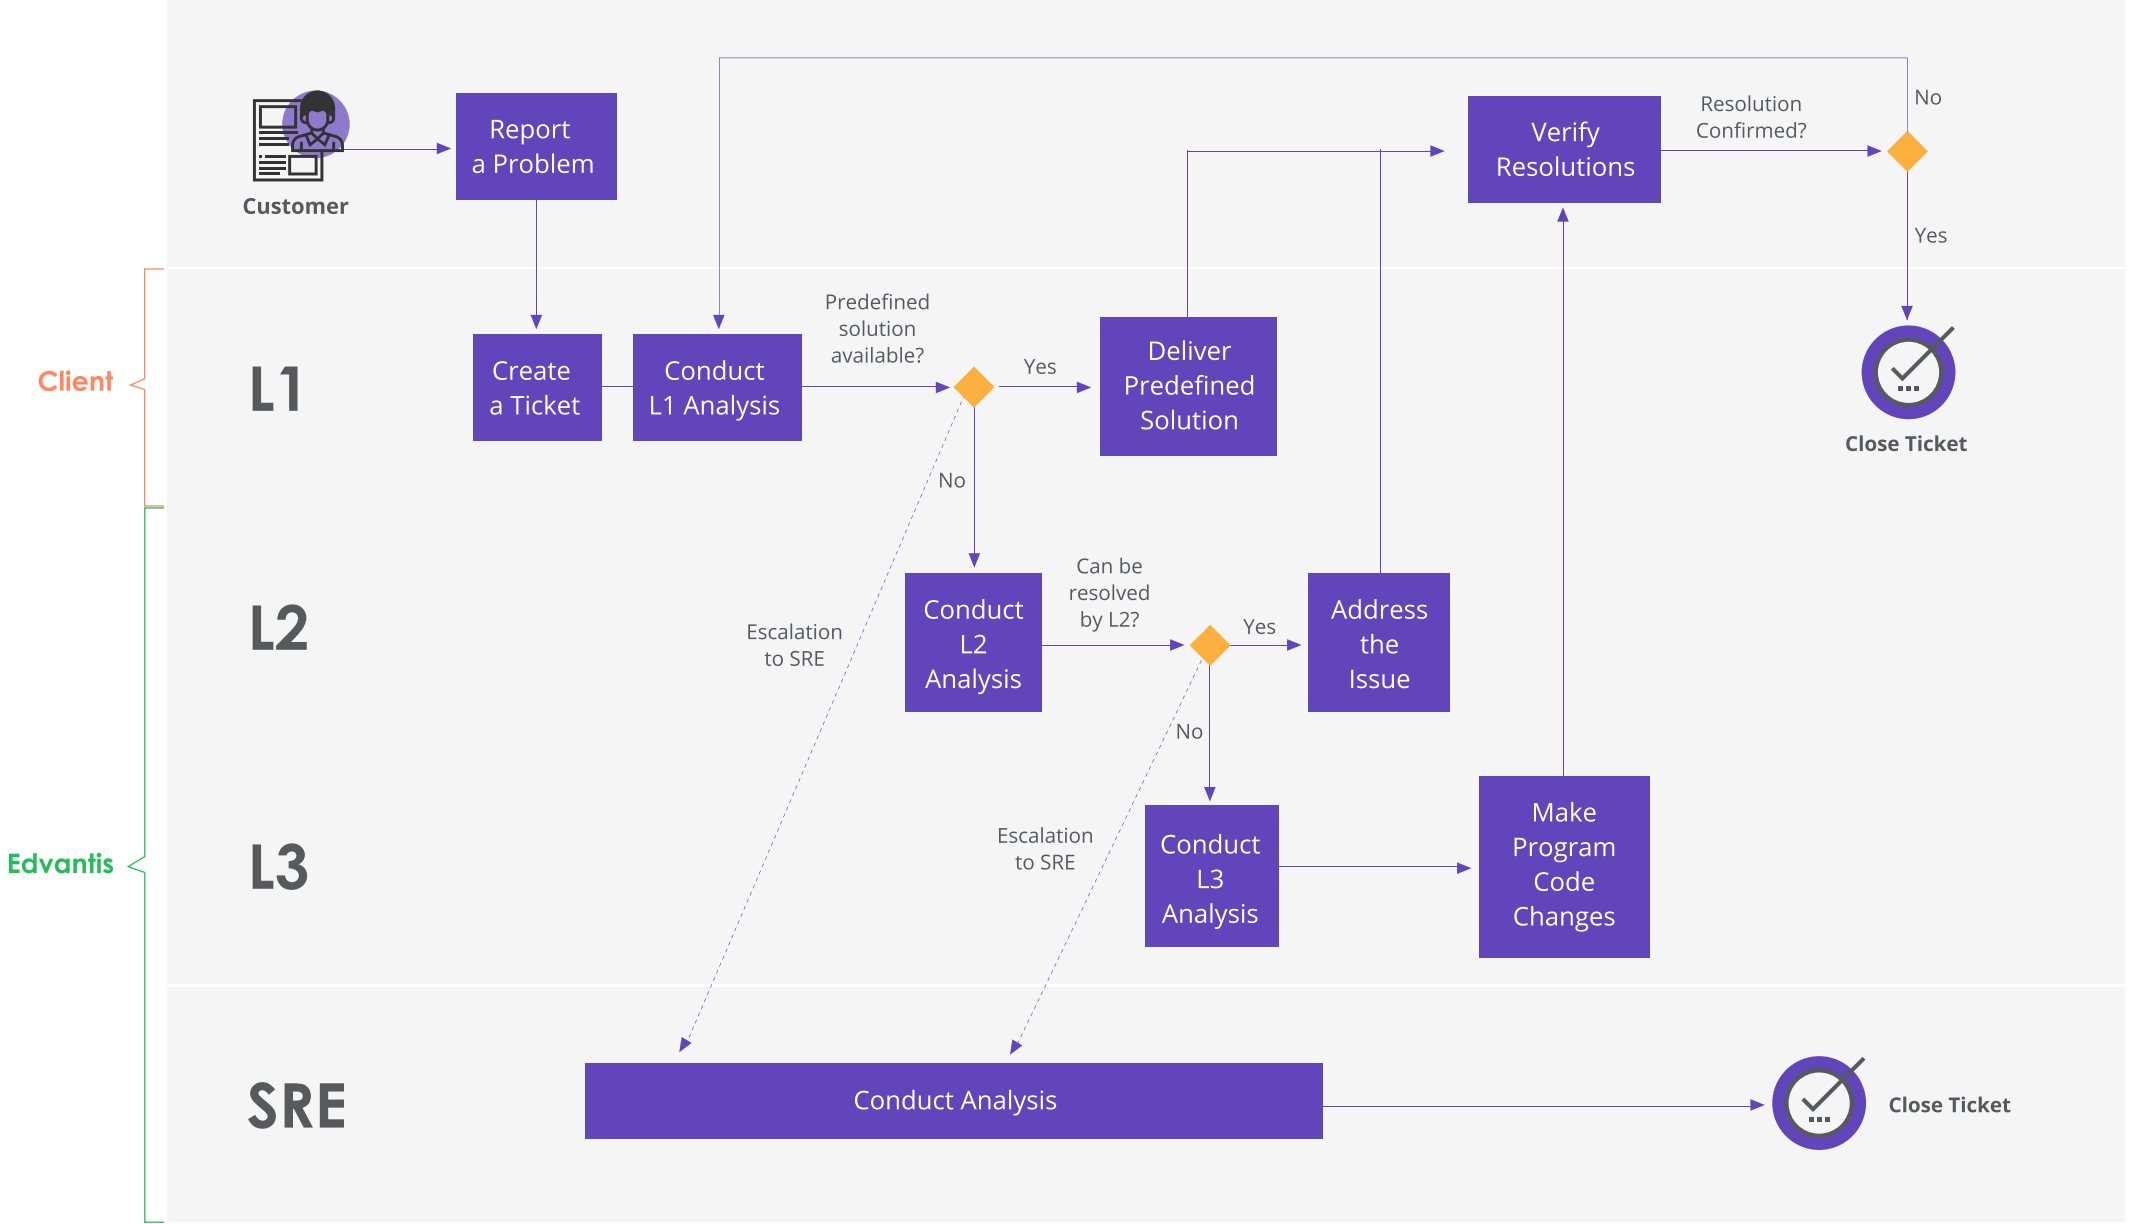 Customer
Report
a Problem
Verify
Resolutions
Resolution
Confirmed?
No
Yes
Client
L1
Create
a Ticket
Conduct
L1 Analysis
Predefined
solution
available?
Yes
No
Deliver
Predefined
Solution
Close Ticket
Edvantis
L2
Escalation
to SRE
Conduct
L2
Analysis
Can be
resolved
by L2?
Yes
No
Address
the
Issue
L3
Escalation
to SRE
Conduct
L3
Analysis
Make
Program
Code
Changes
SRE
Conduct Analysis
Close Ticket